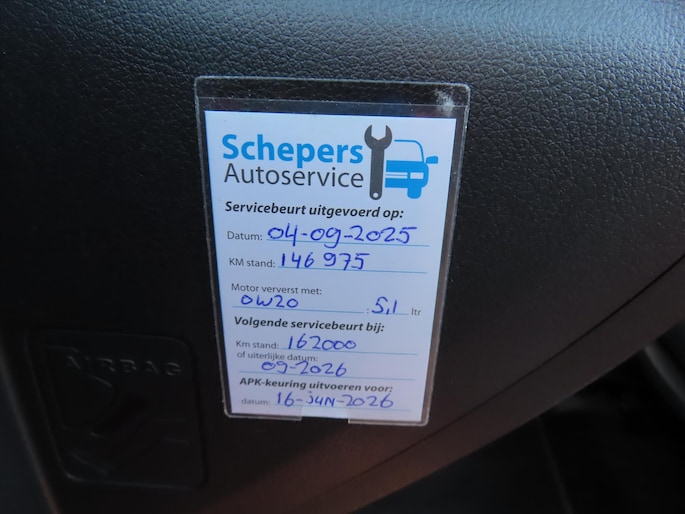 Schepers
Autoservice
Servicebeurt uitgevoerd op:
Datum: 04-09-2025
KM stand: 146975
Motor ververst met:
0W20 : 5,1 ltr
Volgende servicebeurt bij:
Km stand: 162000
of uiterlijke datum:
09-2026
APK-keuring uitvoeren voor:
datum: 16-jun-2026
AIRBAG